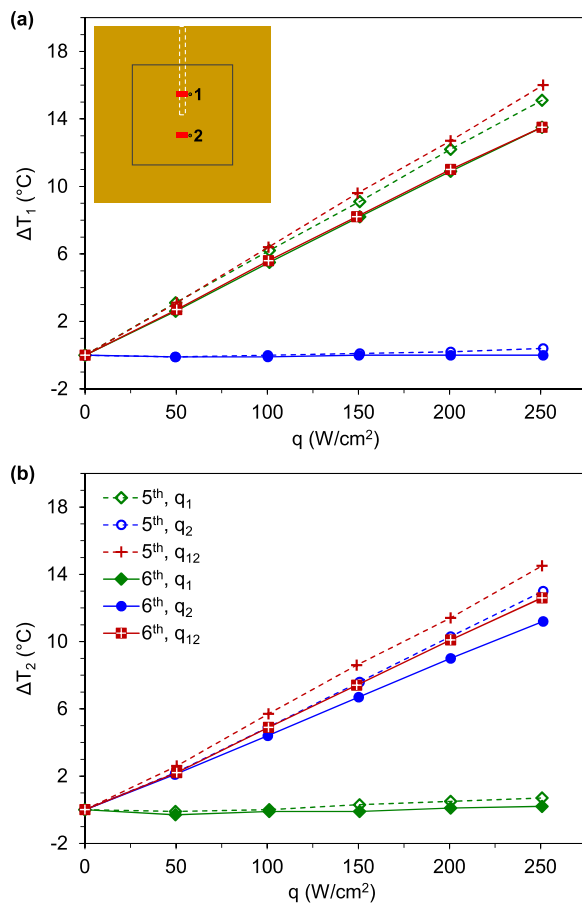 (a)
18
14
10
6
2
-2
ΔT₁ (°C)
1
2
0 50 100 150 200 250
q (W/cm²)
(b)
18
14
10
6
2
-2
ΔT₂ (°C)
5ᵗʰ, q₁
5ᵗʰ, q₂
5ᵗʰ, q₁₂
6ᵗʰ, q₁
6ᵗʰ, q₂
6ᵗʰ, q₁₂
0 50 100 150 200 250
q (W/cm²)